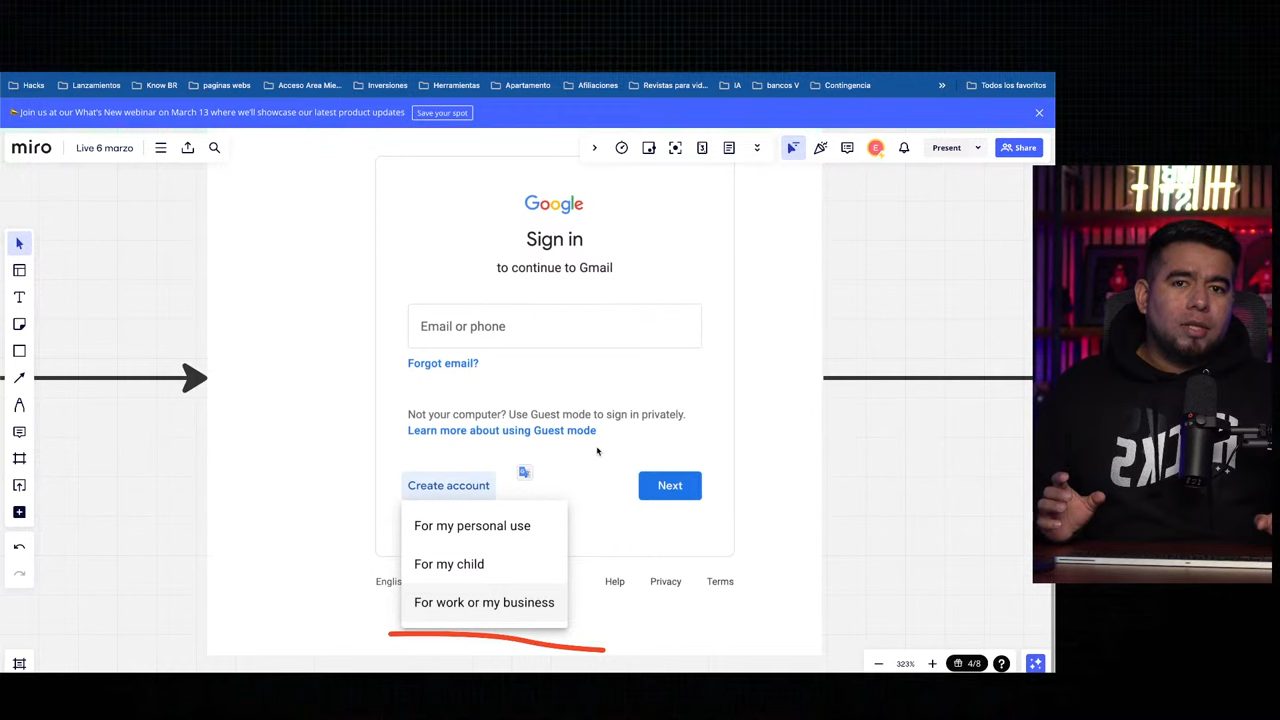 Hacks
Lanzamientos
Know BR
paginas webs
Acceso Area Mie...
Inversiones
Herramientas
Apartamento
Afiliaciones
Revistas para vid...
IA
bancos V
Contingencia
»
Todos los favoritos
Join us at our What's New webinar on March 13 where we'll showcase our latest product updates
Save your spot
miro
Live 6 marzo
3
E
Present
Share
Google
Sign in
to continue to Gmail
Email or phone
Forgot email?
Not your computer? Use Guest mode to sign in privately.
Learn more about using Guest mode
Create account
Next
For my personal use
For my child
For work or my business
Help
Privacy
Terms
323%
4/8
?